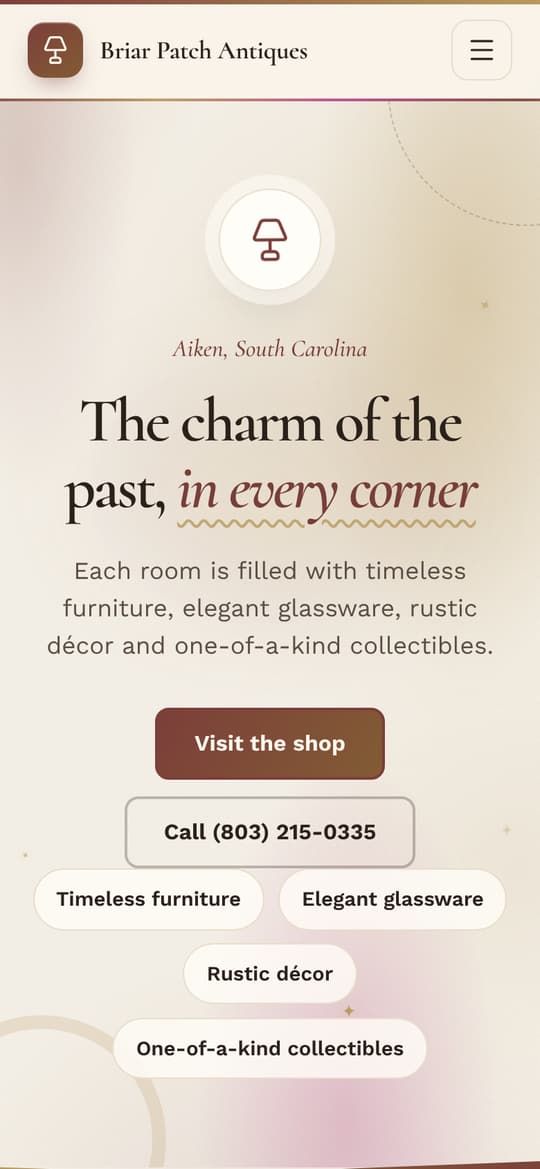 Briar Patch Antiques
Aiken, South Carolina
The charm of the
past, in every corner
Each room is filled with timeless
furniture, elegant glassware, rustic
décor and one-of-a-kind collectibles.
Visit the shop
Call (803) 215-0335
Timeless furniture
Elegant glassware
Rustic décor
One-of-a-kind collectibles